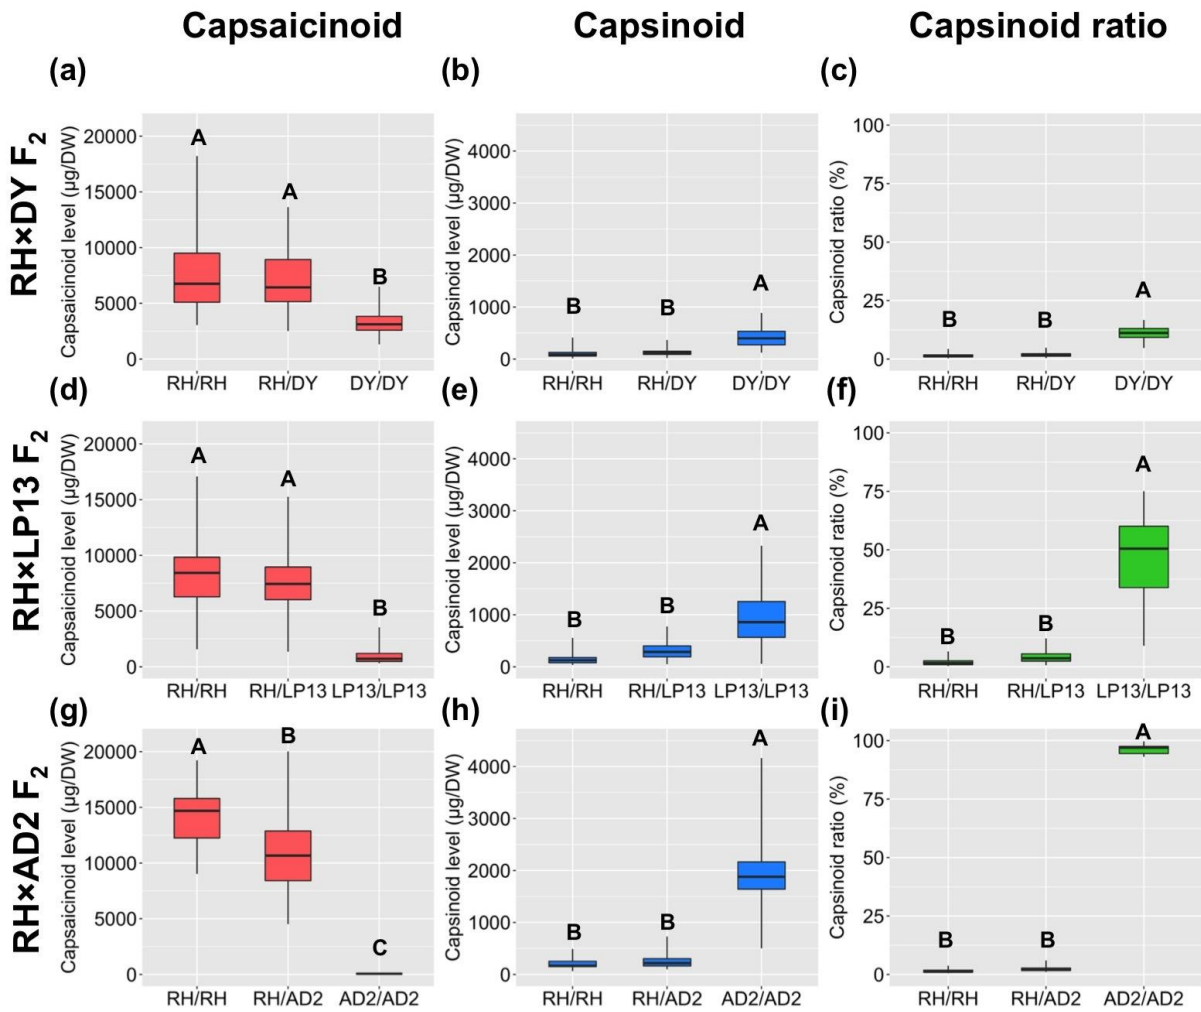 Capsaicinoid Capsinoid Capsinoid ratio
(a) (b) (c)
RH×DY F2
Capsaicinoid level (µg/DW)
20000
15000
10000
5000
0
A A B
RH/RH RH/DY DY/DY
Capsinoid level (µg/DW)
4000
3000
2000
1000
0
B B A
RH/RH RH/DY DY/DY
Capsinoid ratio (%)
100
75
50
25
0
B B A
RH/RH RH/DY DY/DY
(d) (e) (f)
RH×LP13 F2
Capsaicinoid level (µg/DW)
20000
15000
10000
5000
0
A A B
RH/RH RH/LP13 LP13/LP13
Capsinoid level (µg/DW)
4000
3000
2000
1000
0
B B A
RH/RH RH/LP13 LP13/LP13
Capsinoid ratio (%)
100
75
50
25
0
B B A
RH/RH RH/LP13 LP13/LP13
(g) (h) (i)
RH×AD2 F2
Capsaicinoid level (µg/DW)
20000
15000
10000
5000
0
A B C
RH/RH RH/AD2 AD2/AD2
Capsinoid level (µg/DW)
4000
3000
2000
1000
0
B B A
RH/RH RH/AD2 AD2/AD2
Capsinoid ratio (%)
100
75
50
25
0
B B A
RH/RH RH/AD2 AD2/AD2